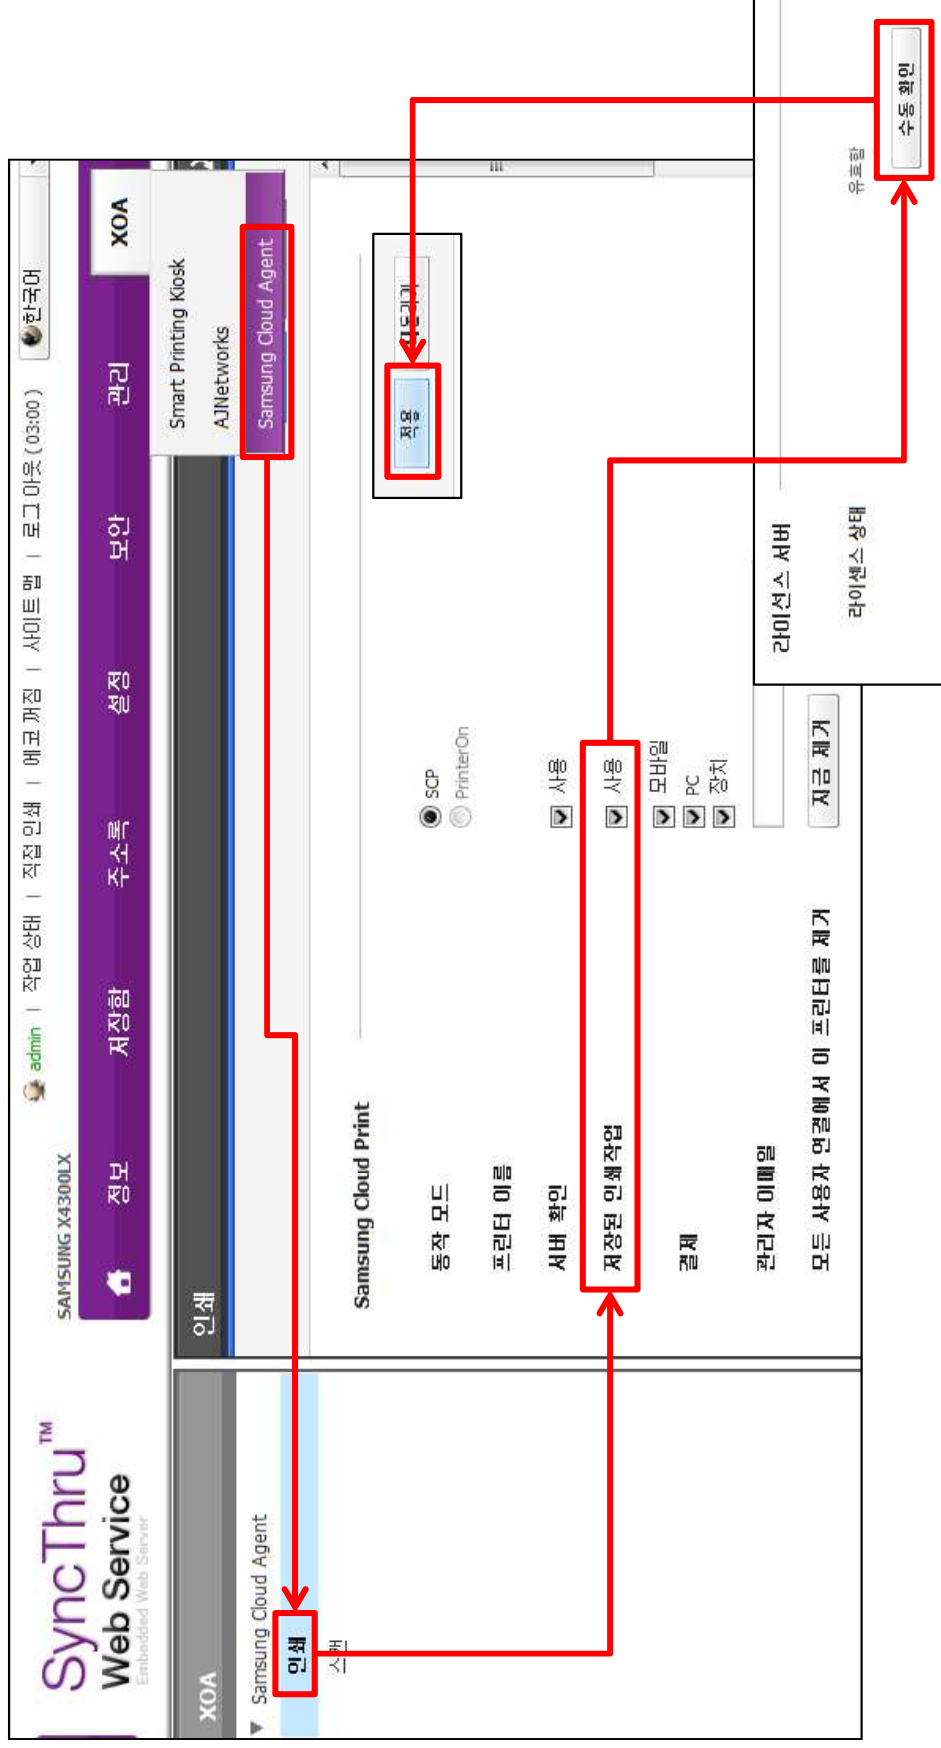 SyncThru™
Web Service
Embedded Web Server
SAMSUNG X4300LX
admin | 작업 상태 | 직접 인쇄 | 에코 꺼짐 | 사이트 맵 | 로그 아웃 (03:00)
한국어
정보
저장함
주소록
설정
보안
관리
XOA
Smart Printing Kiosk
AJNetworks
Samsung Cloud Agent
XOA
▼ Samsung Cloud Agent
인쇄
스캔
인쇄
Samsung Cloud Print
적용
동작 모드
SCP
PrinterOn
프린터 이름
서버 확인
사용
저장된 인쇄작업
사용
결제
모바일
PC
장치
관리자 이메일
모든 사용자 연결에서 이 프린터를 제거
지금 제거
라이선스 서버
라이센스 상태
유효함
수동 확인